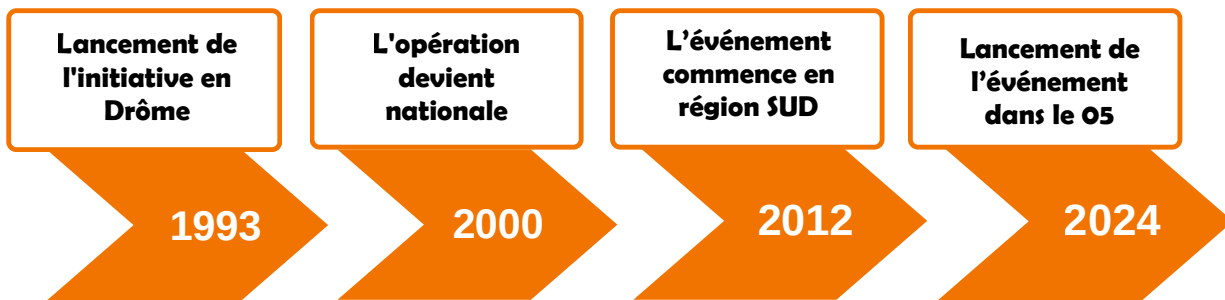 Lancement de
l'initiative en
Drôme
1993
L'opération
devient
nationale
2000
L’événement
commence en
région SUD
2012
Lancement de
l’événement
dans le 05
2024